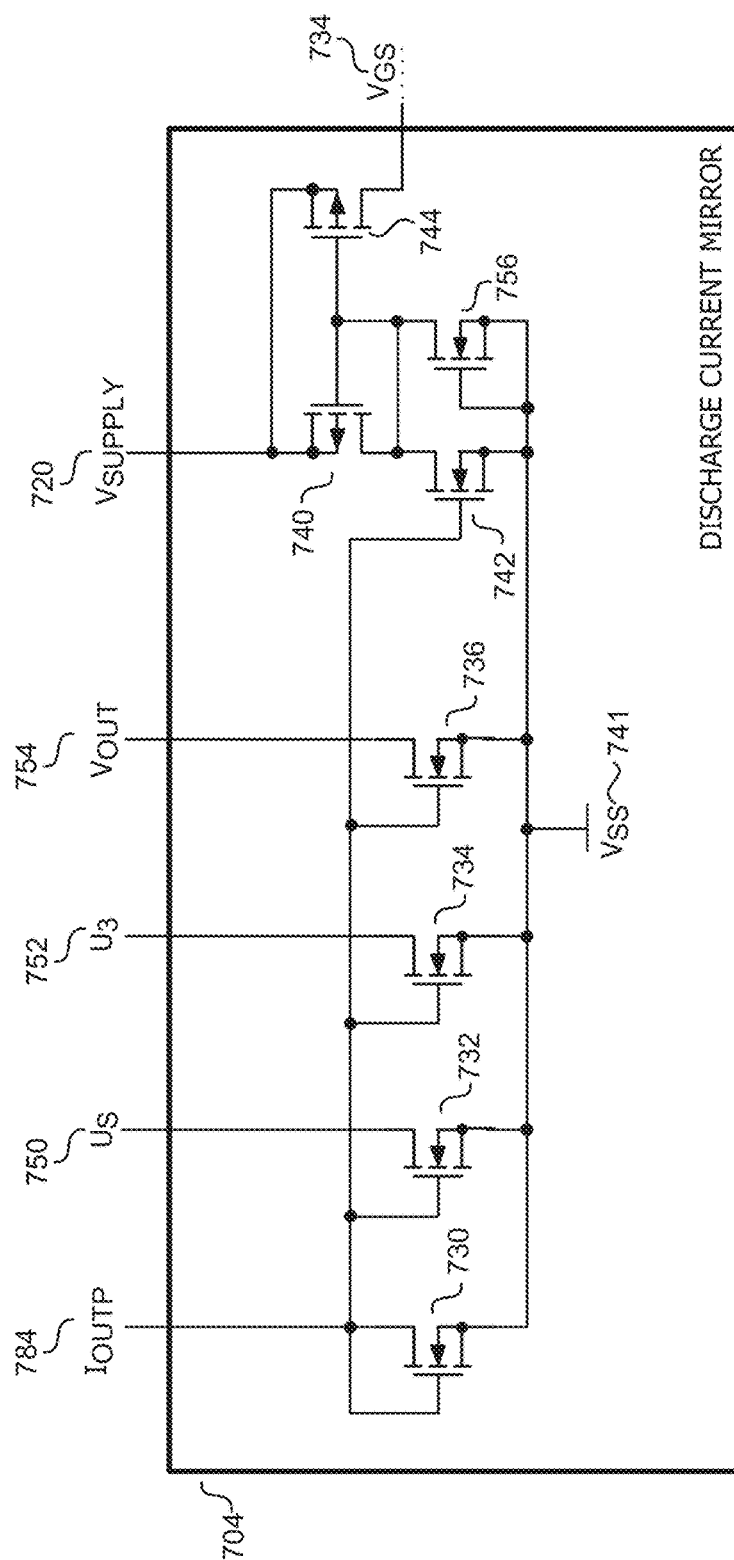 784
IOUTP
750
US
752
U3
754
VOUT
720
VSUPPLY
734
VGS
704
730
732
734
736
740
742
744
756
VSS 741
DISCHARGE CURRENT MIRROR